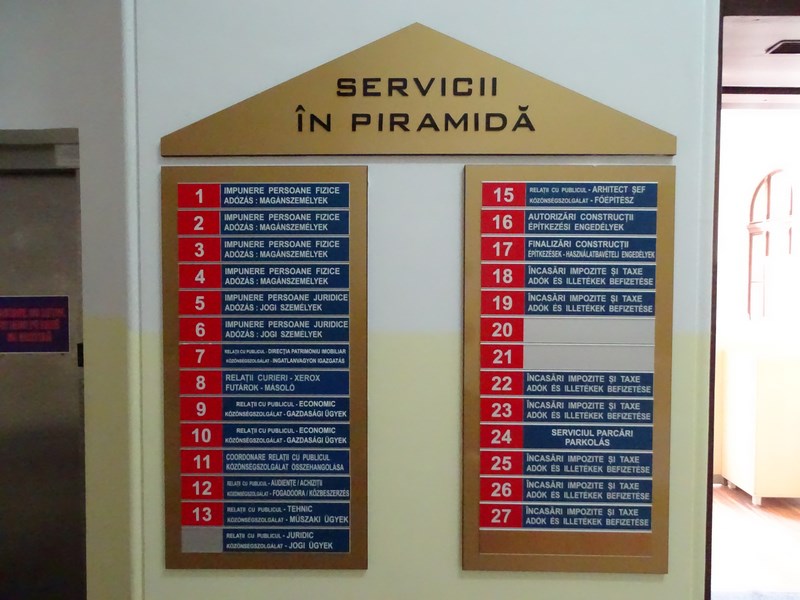 SERVICII
ÎN PIRAMIDĂ
1 IMPUNERE PERSOANE FIZICE
ADÓZÁS : MAGÁNSZEMÉLYEK
2 IMPUNERE PERSOANE FIZICE
ADÓZÁS : MAGÁNSZEMÉLYEK
3 IMPUNERE PERSOANE FIZICE
ADÓZÁS : MAGÁNSZEMÉLYEK
4 IMPUNERE PERSOANE FIZICE
ADÓZÁS : MAGÁNSZEMÉLYEK
5 IMPUNERE PERSOANE JURIDICE
ADÓZÁS : JOGI SZEMÉLYEK
6 IMPUNERE PERSOANE JURIDICE
ADÓZÁS : JOGI SZEMÉLYEK
7 RELAȚII CU PUBLICUL - DIRECȚIA PATRIMONIU IMOBILIAR
KÖZÖNSÉGSZOLGÁLAT - INGATLANVAGYON IGAZGATÁS
8 RELAȚII CURIERI - XEROX
FUTÁROK - MÁSOLÓ
9 RELAȚII CU PUBLICUL - ECONOMIC
KÖZÖNSÉGSZOLGÁLAT - GAZDASÁGI ÜGYEK
10 RELAȚII CU PUBLICUL - ECONOMIC
KÖZÖNSÉGSZOLGÁLAT - GAZDASÁGI ÜGYEK
11 COORDONARE RELAȚII CU PUBLICUL
KÖZÖNSÉGSZOLGÁLAT ÖSSZEHANGOLÁSA
12 RELAȚII CU PUBLICUL - AUDIENȚE / ACHIZIȚII
KÖZÖNSÉGSZOLGÁLAT - FOGADÓÓRA / KÖZBESZERZÉS
13 RELAȚII CU PUBLICUL - TEHNIC
KÖZÖNSÉGSZOLGÁLAT - MŰSZAKI ÜGYEK
RELAȚII CU PUBLICUL - JURIDIC
KÖZÖNSÉGSZOLGÁLAT - JOGI ÜGYEK
15 RELAȚII CU PUBLICUL - ARHITECT ȘEF
KÖZÖNSÉGSZOLGÁLAT - FŐÉPÍTÉSZ
16 AUTORIZĂRI CONSTRUCȚII
ÉPÍTKEZÉSI ENGEDÉLYEK
17 FINALIZĂRI CONSTRUCȚII
ÉPÍTKEZÉSEK - HASZNÁLATBAVÉTELI ENGEDÉLYEK
18 ÎNCASĂRI IMPOZITE ȘI TAXE
ADÓK ÉS ILLETÉKEK BEFIZETÉSE
19 ÎNCASĂRI IMPOZITE ȘI TAXE
ADÓK ÉS ILLETÉKEK BEFIZETÉSE
20
21
22 ÎNCASĂRI IMPOZITE ȘI TAXE
ADÓK ÉS ILLETÉKEK BEFIZETÉSE
23 ÎNCASĂRI IMPOZITE ȘI TAXE
ADÓK ÉS ILLETÉKEK BEFIZETÉSE
24 SERVICIUL PARCĂRI
PARKOLÁS
25 ÎNCASĂRI IMPOZITE ȘI TAXE
ADÓK ÉS ILLETÉKEK BEFIZETÉSE
26 ÎNCASĂRI IMPOZITE ȘI TAXE
ADÓK ÉS ILLETÉKEK BEFIZETÉSE
27 ÎNCASĂRI IMPOZITE ȘI TAXE
ADÓK ÉS ILLETÉKEK BEFIZETÉSE